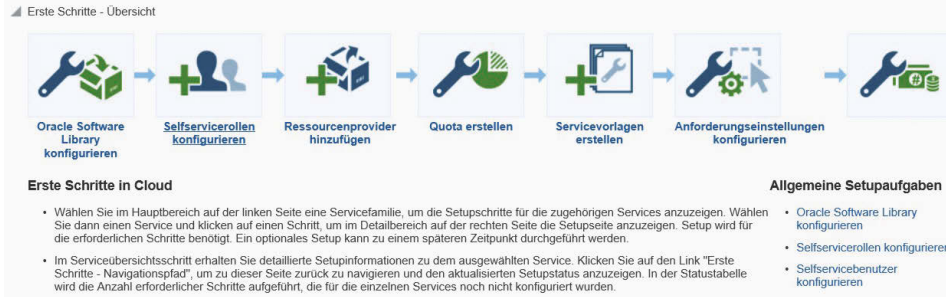 Erste Schritte - Übersicht
Oracle Software
Library
konfigurieren
Selfservicerollen
konfigurieren
Ressourcenprovider
hinzufügen
Quota erstellen
Servicevorlagen
erstellen
Anforderungseinstellungen
konfigurieren
Erste Schritte in Cloud
• Wählen Sie im Hauptbereich auf der linken Seite eine Servicefamilie, um die Setupschritte für die zugehörigen Services anzuzeigen. Wählen
Sie dann einen Service und klicken auf einen Schritt, um im Detailbereich auf der rechten Seite die Setupseite anzuzeigen. Setup wird für
die erforderlichen Schritte benötigt. Ein optionales Setup kann zu einem späteren Zeitpunkt durchgeführt werden.
• Im Serviceübersichtsschritt erhalten Sie detaillierte Setupinformationen zu dem ausgewählten Service. Klicken Sie auf den Link "Erste
Schritte - Navigationspfad", um zu dieser Seite zurück zu navigieren und den aktualisierten Setupstatus anzuzeigen. In der Statustabelle
wird die Anzahl erforderlicher Schritte aufgeführt, die für die einzelnen Services noch nicht konfiguriert wurden.
Allgemeine Setupaufgaben
• Oracle Software Library
konfigurieren
• Selfservicerollen konfigurieren
• Selfservicebenutzer
konfigurieren